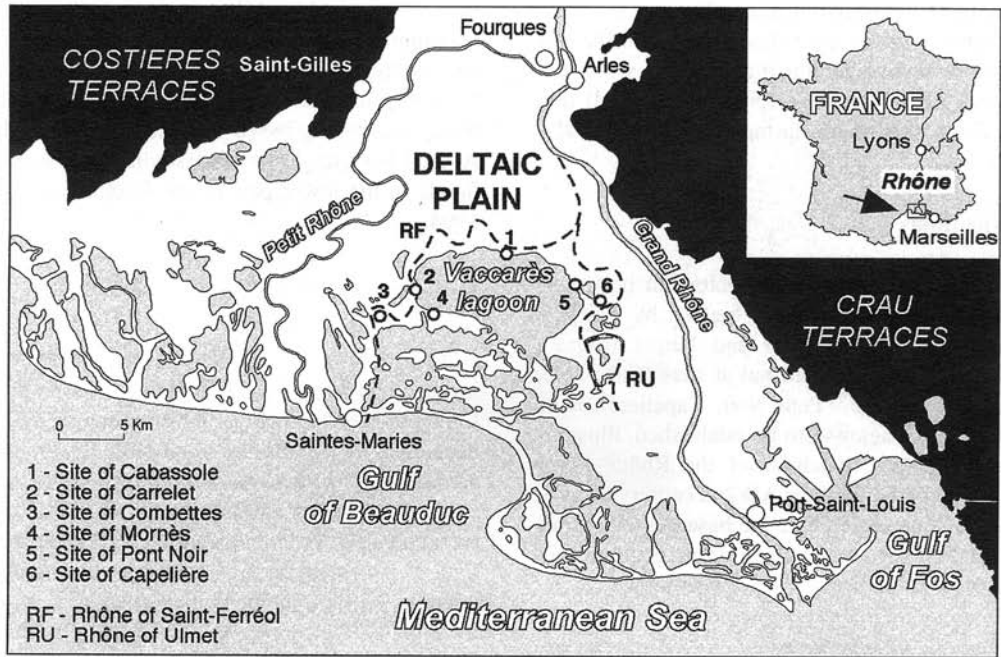 COSTIERES
TERRACES
Saint-Gilles
Fourques
Arles
FRANCE
Lyons
Rhône
Marseilles
DELTAIC
PLAIN
Petit Rhône
RF
1
Vaccarès
lagoon
2
3
4
5
6
Grand Rhône
RU
CRAU
TERRACES
0 5 Km
Saintes-Maries
Gulf
of Beauduc
Port-Saint-Louis
Gulf
of Fos
Mediterranean Sea
1 - Site of Cabassole
2 - Site of Carrelet
3 - Site of Combettes
4 - Site of Mornès
5 - Site of Pont Noir
6 - Site of Capelière
RF - Rhône of Saint-Ferréol
RU - Rhône of Ulmet